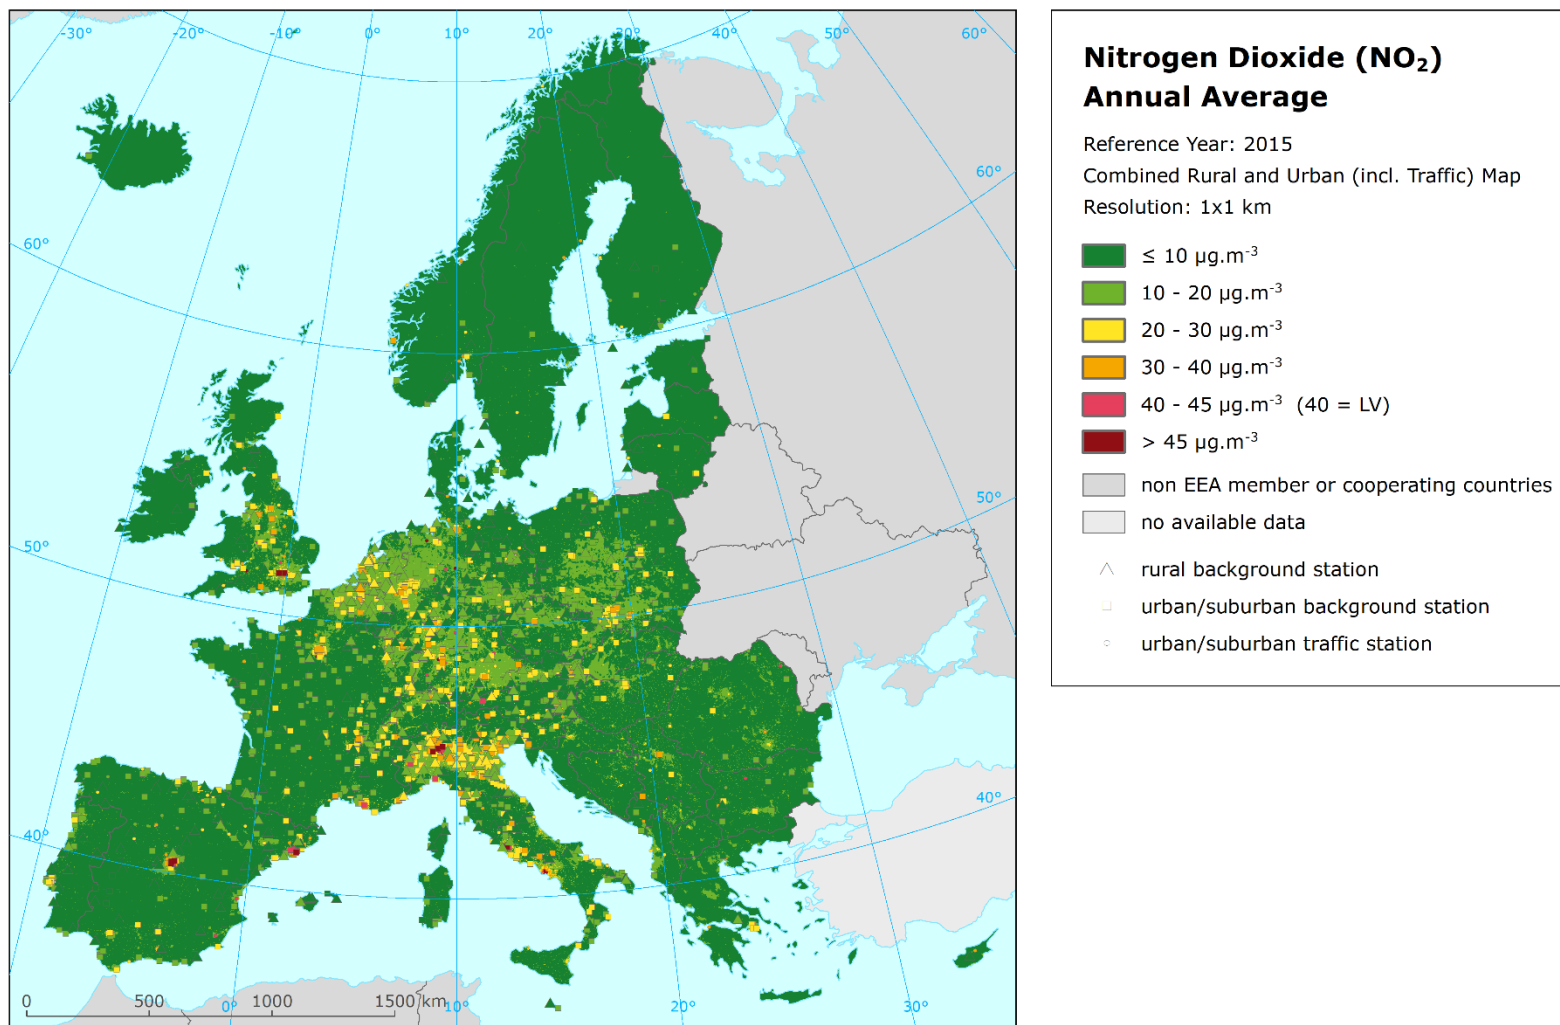 -30°
-20°
-10°
0°
10°
20°
30°
40°
50°
60°
60°
60°
50°
50°
40°
40°
0
500
1000
1500 km
0°
10°
20°
30°
Nitrogen Dioxide (NO₂)
Annual Average
Reference Year: 2015
Combined Rural and Urban (incl. Traffic) Map
Resolution: 1x1 km
≤ 10 µg.m⁻³
10 - 20 µg.m⁻³
20 - 30 µg.m⁻³
30 - 40 µg.m⁻³
40 - 45 µg.m⁻³ (40 = LV)
> 45 µg.m⁻³
non EEA member or cooperating countries
no available data
rural background station
urban/suburban background station
urban/suburban traffic station